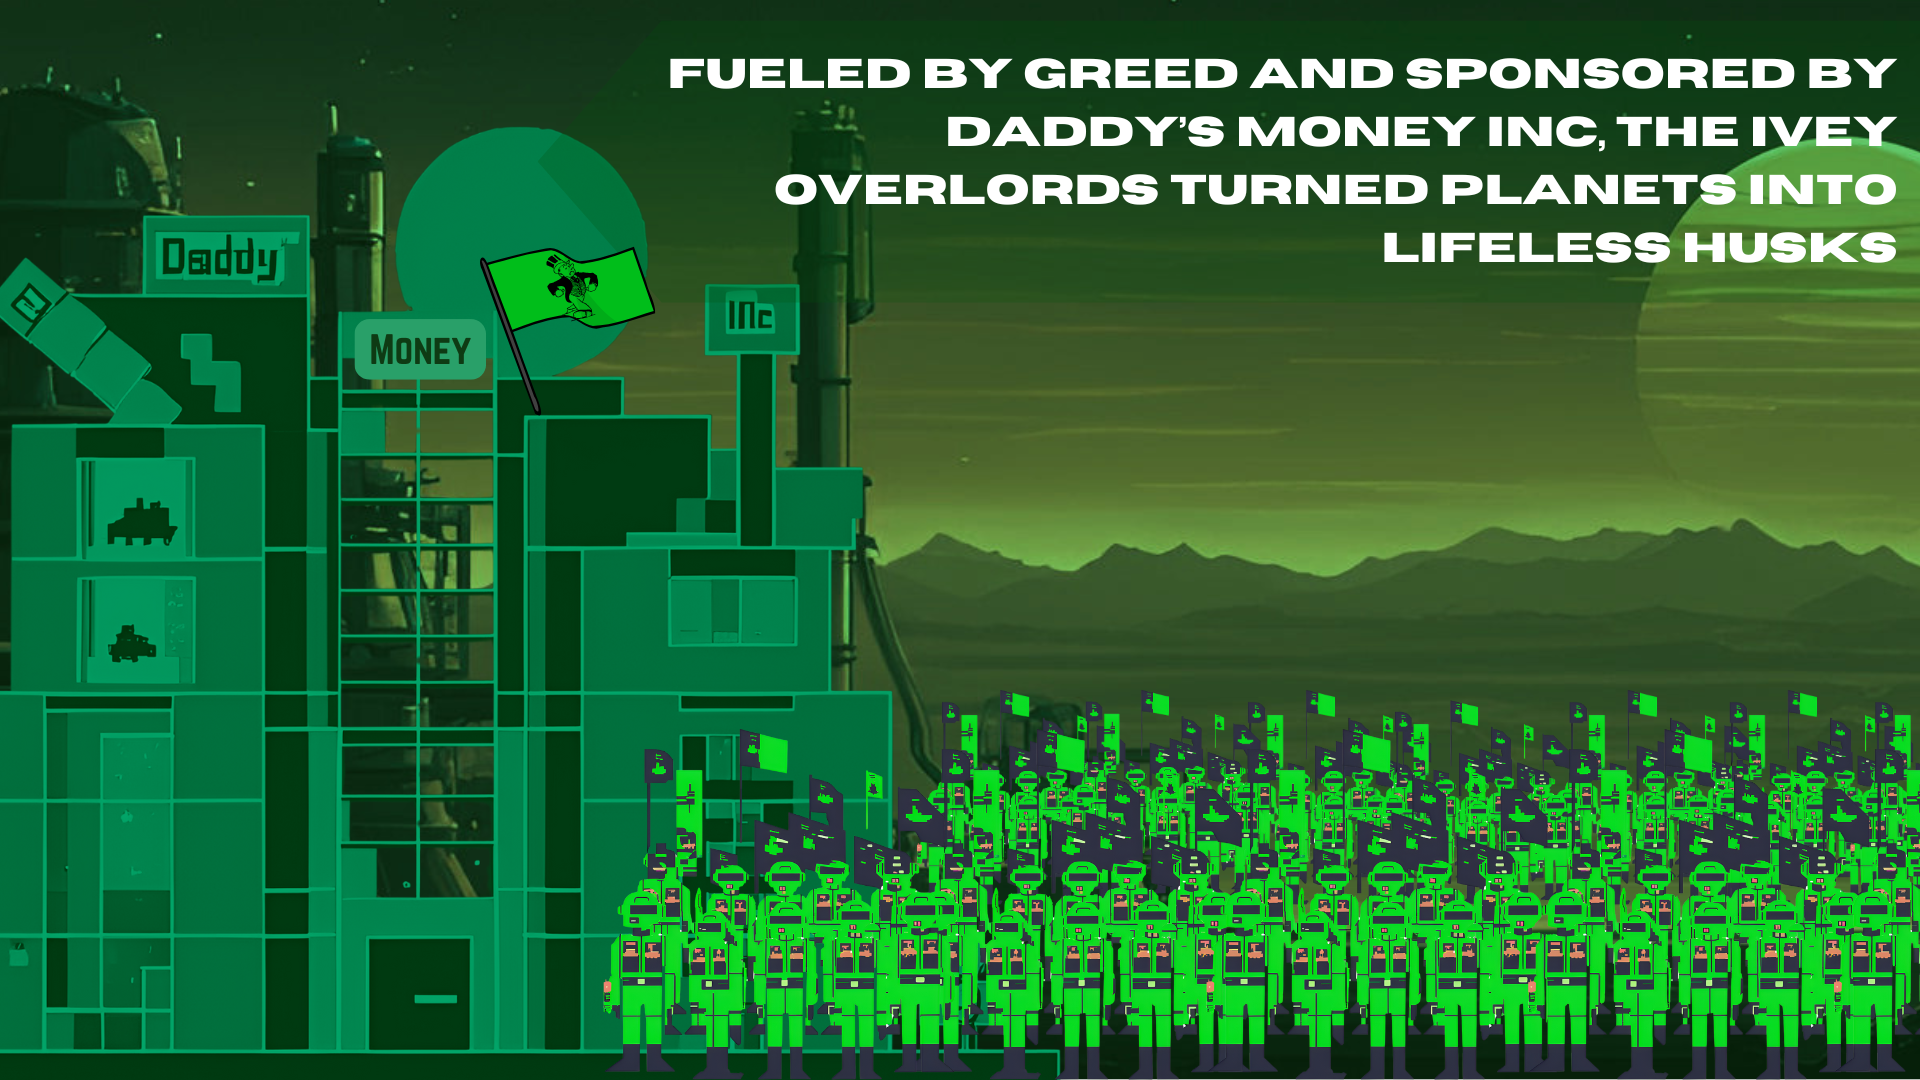 FUELED BY GREED AND SPONSORED BY
DADDY'S MONEY INC, THE IVEY
OVERLORDS TURNED PLANETS INTO
LIFELESS HUSKS
Daddy
Money
Inc